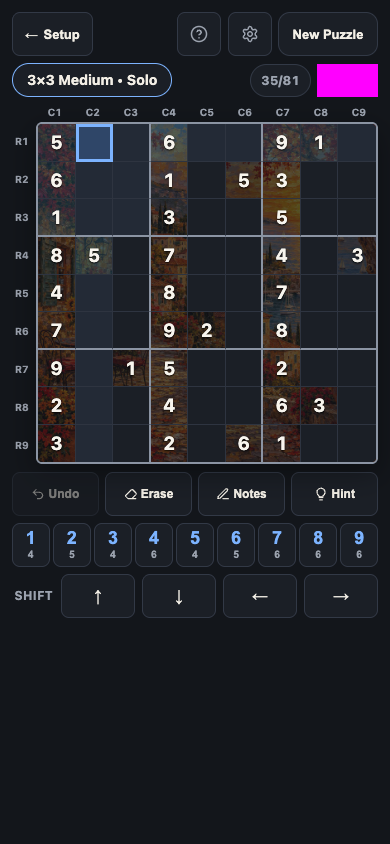 ← Setup
New Puzzle
3×3 Medium • Solo
35/81
C1 C2 C3 C4 C5 C6 C7 C8 C9
R1 5 6 9 1
R2 6 1 5 3
R3 1 3 5
R4 8 5 7 4 3
R5 4 8 7
R6 7 9 2 8
R7 9 1 5 2
R8 2 4 6 3
R9 3 2 6 1
Undo Erase Notes Hint
1 2 3 4 5 6 7 8 9
4 5 4 6 4 5 6 6 6
SHIFT ↑ ↓ ← →